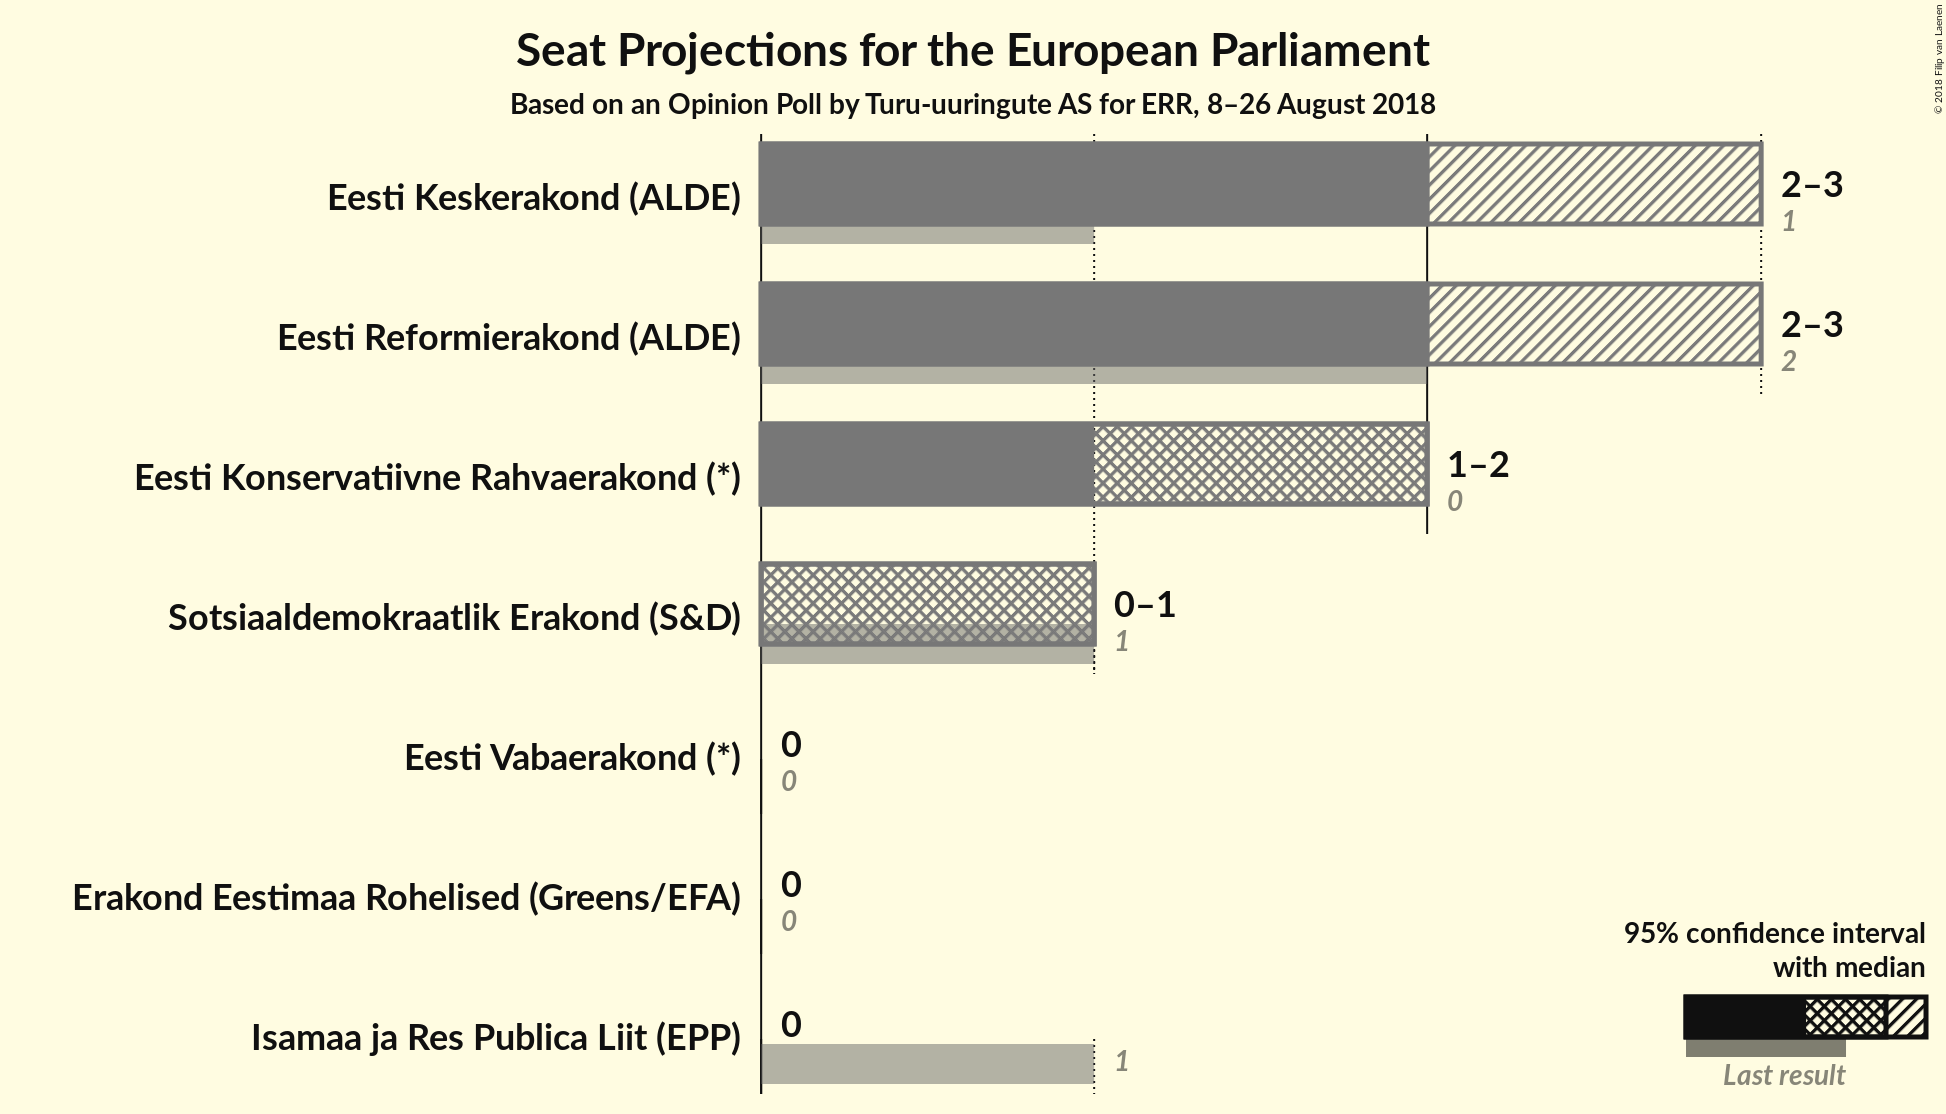 Seat Projections for the European Parliament
Based on an Opinion Poll by Turu-uuringute AS for ERR, 8–26 August 2018
© 2018 Filip van Laenen
Eesti Keskerakond (ALDE)
2–3
1
Eesti Reformierakond (ALDE)
2–3
2
Eesti Konservatiivne Rahvaerakond (*)
1–2
0
Sotsiaaldemokraatlik Erakond (S&D)
0–1
1
Eesti Vabaerakond (*)
0
0
Erakond Eestimaa Rohelised (Greens/EFA)
0
0
Isamaa ja Res Publica Liit (EPP)
0
1
95% confidence interval
with median
Last result